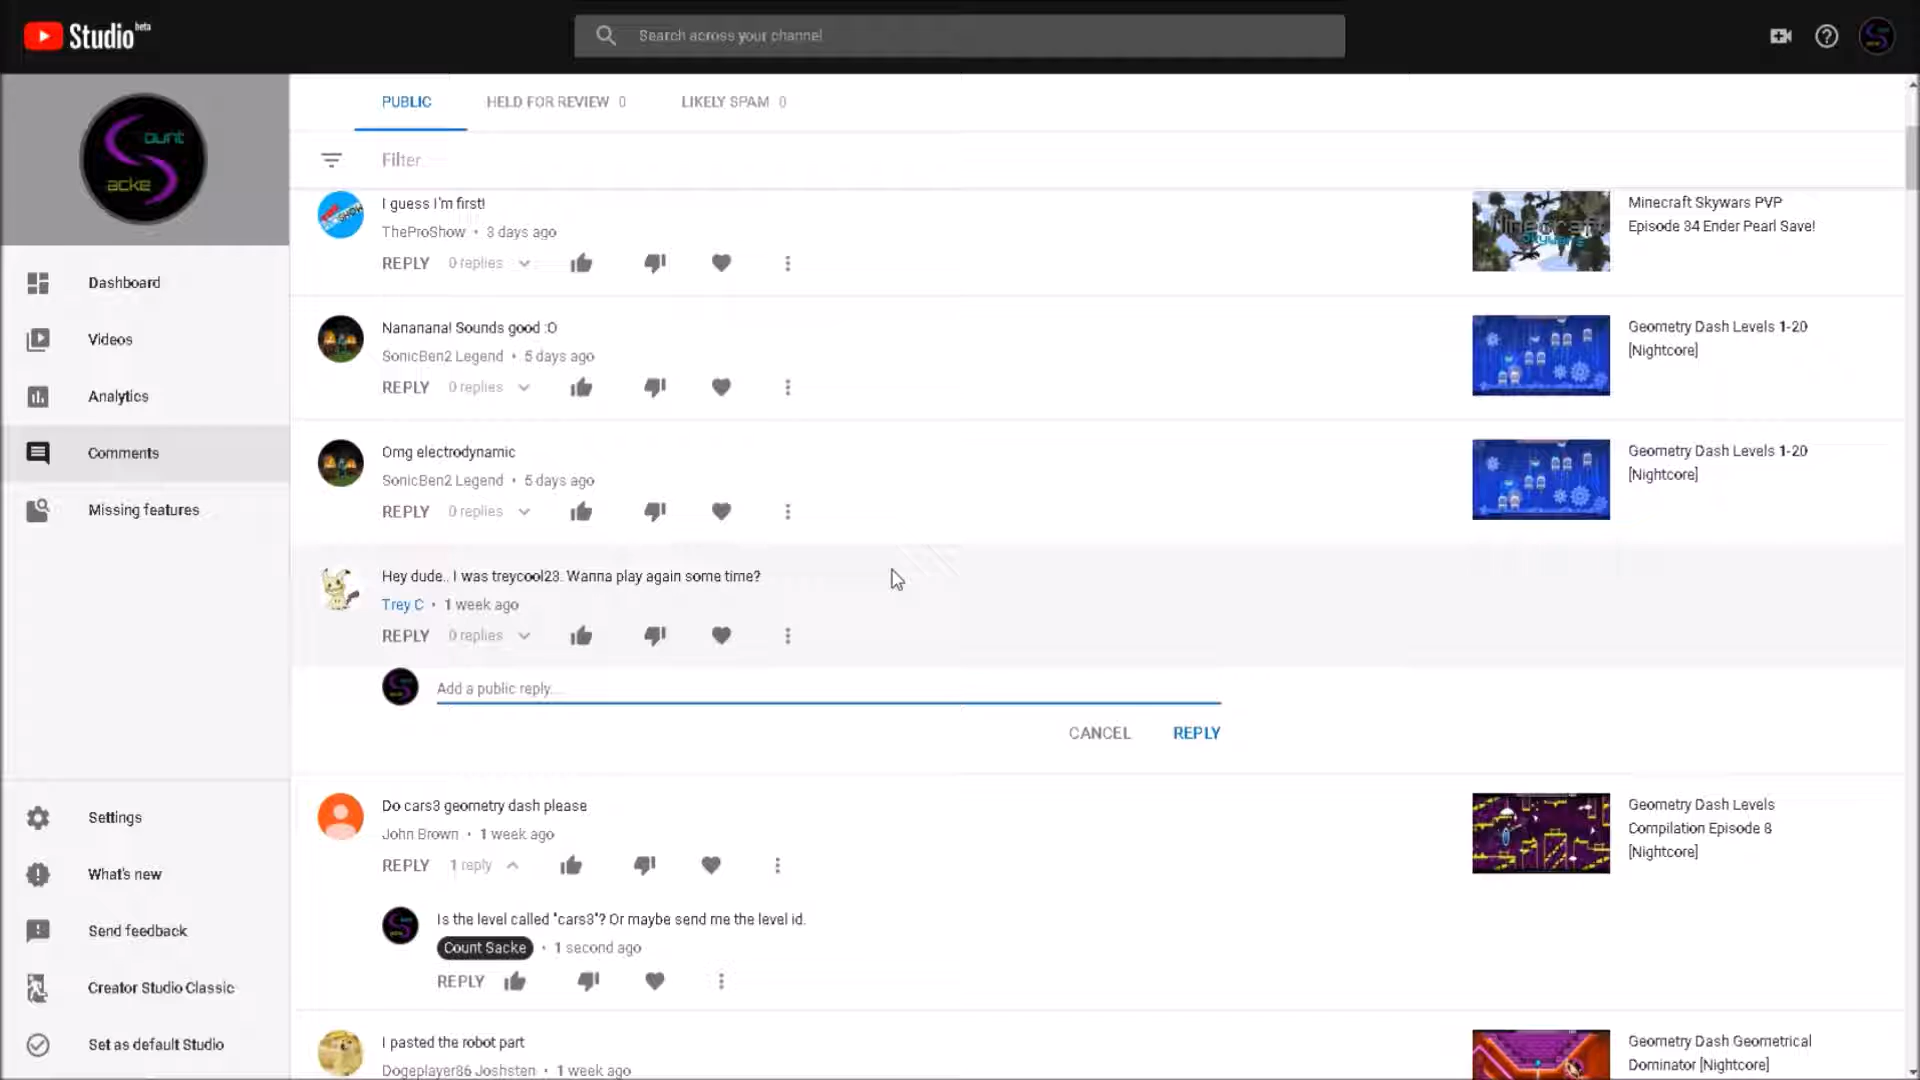 Studio beta
Search across your channel
ount
acke
Dashboard
Videos
Analytics
Comments
Missing features
Settings
What's new
Send feedback
Creator Studio Classic
Set as default Studio
PUBLIC
HELD FOR REVIEW 0
LIKELY SPAM 0
Filter
I guess I'm first!
TheProShow • 3 days ago
REPLY 0 replies
Minecraft Skywars PVP
Episode 34 Ender Pearl Save!
Nananana! Sounds good :O
SonicBen2 Legend • 5 days ago
REPLY 0 replies
Geometry Dash Levels 1-20
[Nightcore]
Omg electrodynamic
SonicBen2 Legend • 5 days ago
REPLY 0 replies
Geometry Dash Levels 1-20
[Nightcore]
Hey dude.. I was treycool23. Wanna play again some time?
Trey C • 1 week ago
REPLY 0 replies
Add a public reply...
CANCEL REPLY
Do cars3 geometry dash please
John Brown • 1 week ago
REPLY 1 reply
Geometry Dash Levels
Compilation Episode 8
[Nightcore]
Is the level called "cars3"? Or maybe send me the level id.
Count Sacke • 1 second ago
REPLY
I pasted the robot part
Dogeplayer86 Joshsten • 1 week ago
Geometry Dash Geometrical
Dominator [Nightcore]